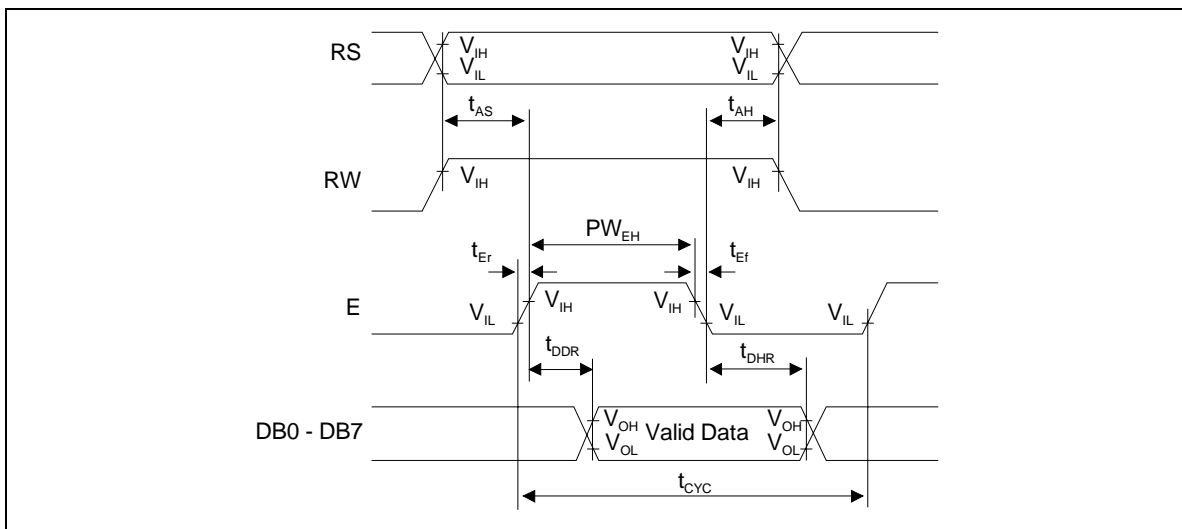 RS
V_IH V_IH
V_IL V_IL
t_AS t_AH
RW
V_IH V_IH
PW_EH
t_Er t_Ef
E
V_IL V_IH V_IH V_IL V_IL
t_DDR t_DHR
DB0 - DB7
V_OH Valid Data V_OH
V_OL V_OL
t_CYC